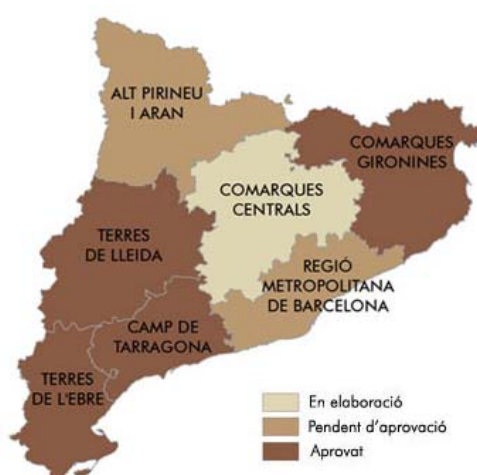 ALT PIRINEU
I ARAN
COMARQUES
GIRONINES
COMARQUES
CENTRALS
TERRES
DE LLEIDA
REGIÓ
METROPOLITANA
DE BARCELONA
CAMP DE
TARRAGONA
TERRES
DE L'EBRE
En elaboració
Pendent d'aprovació
Aprovat